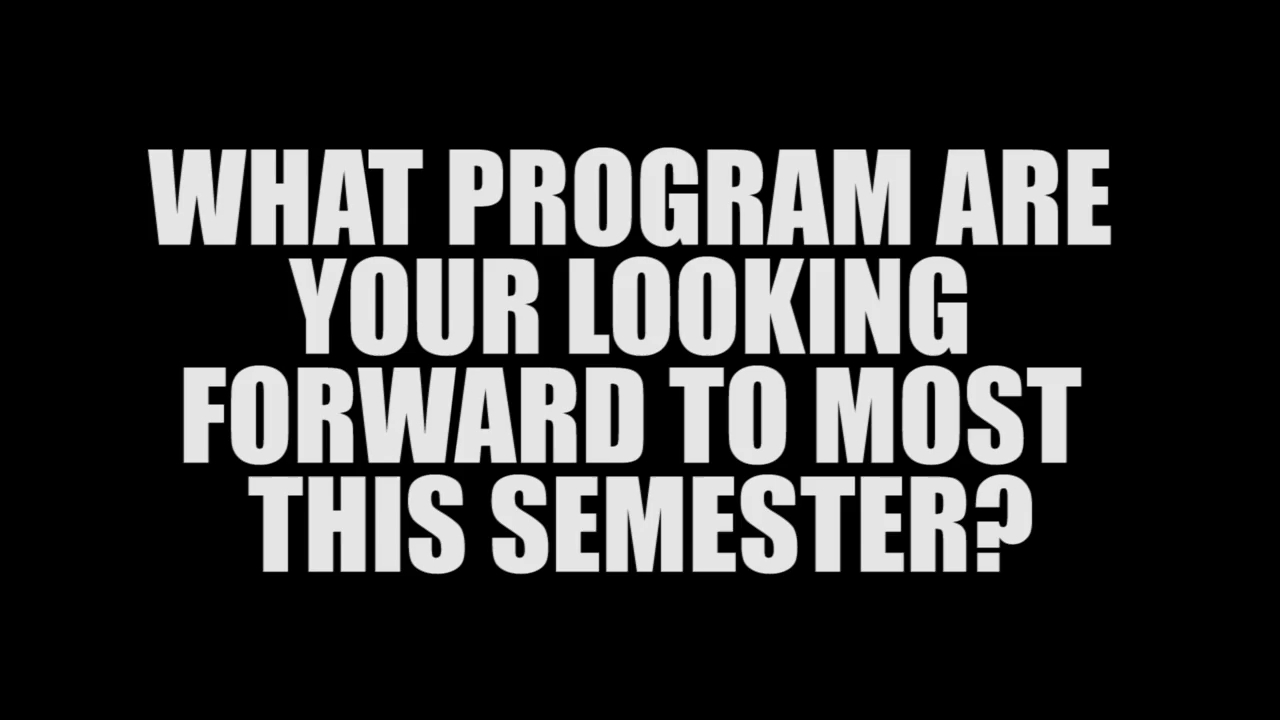 WHAT PROGRAM ARE
YOUR LOOKING
FORWARD TO MOST
THIS SEMESTER?